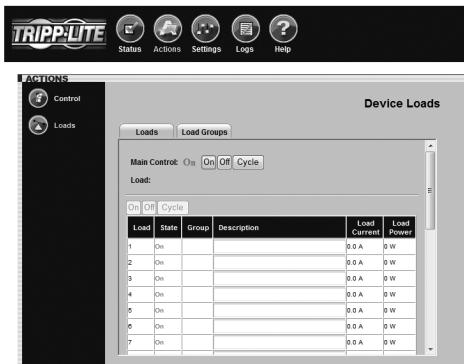 TRIPP·LITE
Status Actions Settings Logs Help
ACTIONS
Control
Loads
Device Loads
Loads Load Groups
Main Control: On On Off Cycle
Load:
On Off Cycle
Load State Group Description Load Current Load Power
1 On 0.0 A 0 W
2 On 0.0 A 0 W
3 On 0.0 A 0 W
4 On 0.0 A 0 W
5 On 0.0 A 0 W
6 On 0.0 A 0 W
7 On 0.0 A 0 W